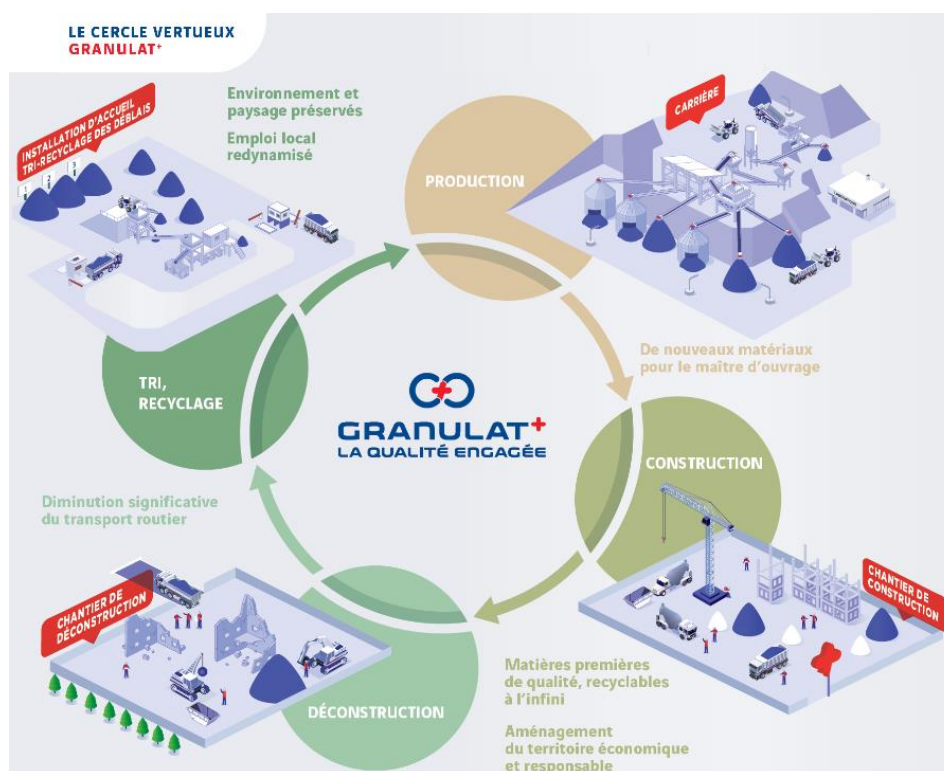 LE CERCLE VERTUEUX
GRANULAT+
INSTALLATION D'ACCUEIL
TRI-RECYCLAGE DES DÉBLAIS
1
2
3
Environnement et
paysage préservés
Emploi local
redynamisé
PRODUCTION
CARRIÈRE
De nouveaux matériaux
pour le maître d'ouvrage
TRI,
RECYCLAGE
GRANULAT+
LA QUALITÉ ENGAGÉE
CONSTRUCTION
Diminution significative
du transport routier
CHANTIER DE
DÉCONSTRUCTION
CHANTIER DE
CONSTRUCTION
DÉCONSTRUCTION
Matières premières
de qualité, recyclables
à l'infini
Aménagement
du territoire économique
et responsable